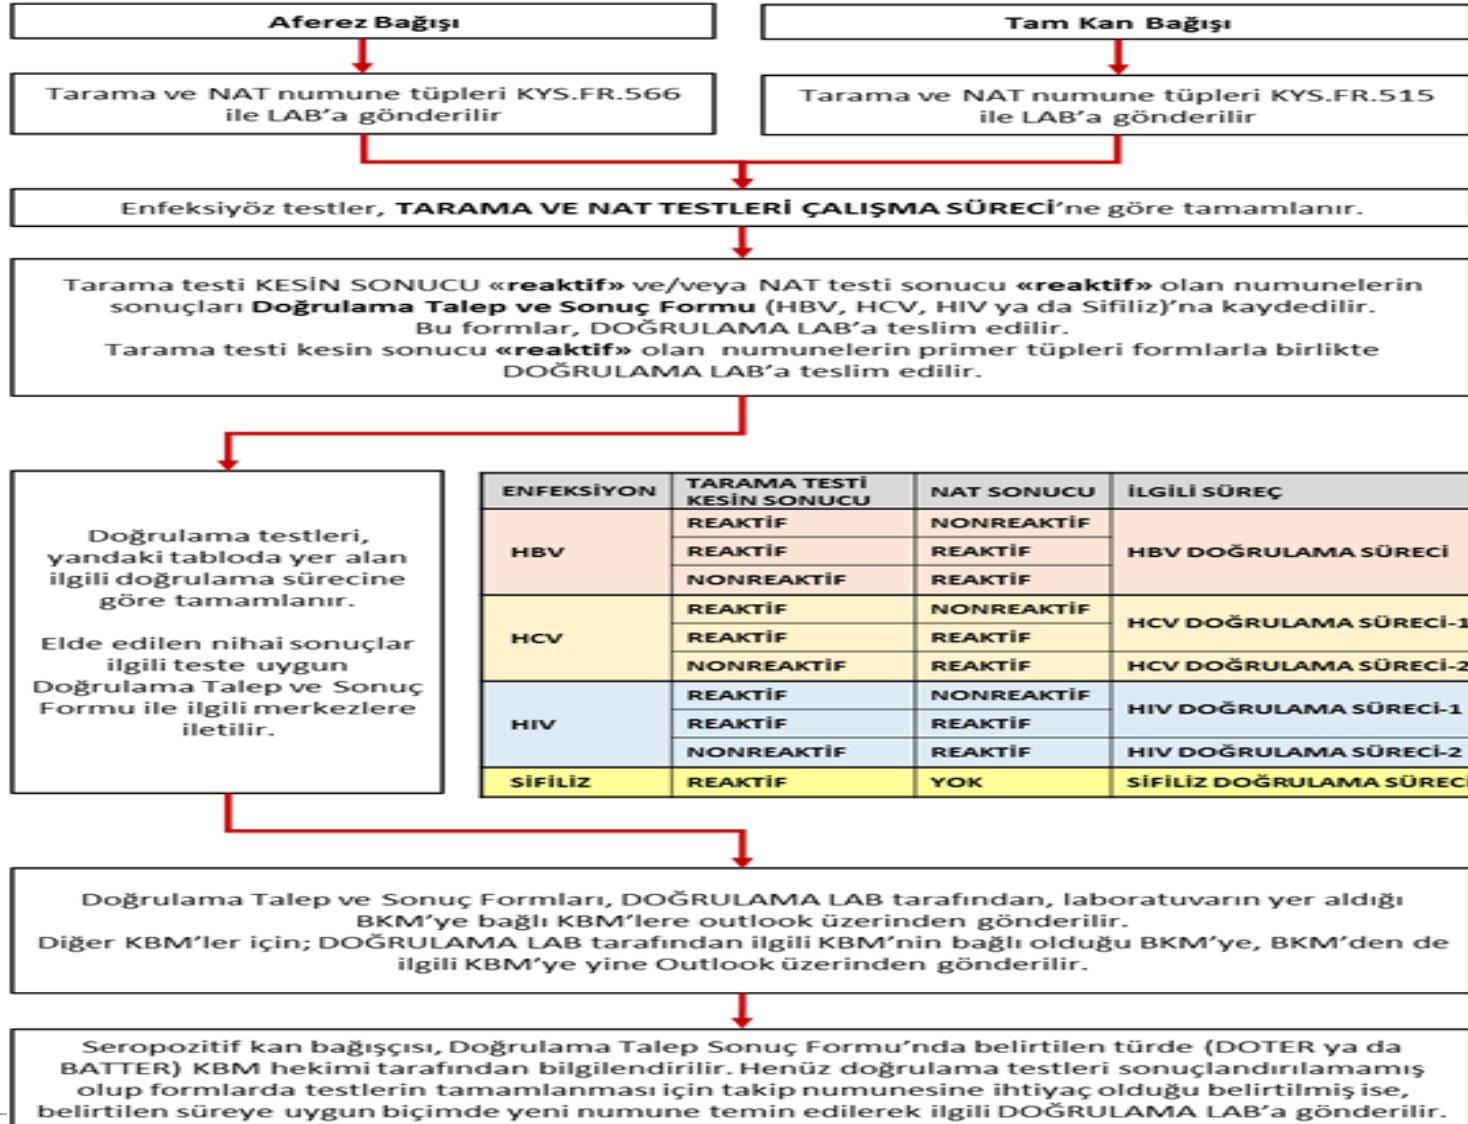 Aferez Bağışı
Tam Kan Bağışı
Tarama ve NAT numune tüpleri KYS.FR.566
ile LAB’a gönderilir
Tarama ve NAT numune tüpleri KYS.FR.515
ile LAB’a gönderilir
Enfeksiyöz testler, TARAMA VE NAT TESTLERİ ÇALIŞMA SÜRECİ’ne göre tamamlanır.
Tarama testi KESİN SONUCU «reaktif» ve/veya NAT testi sonucu «reaktif» olan numunelerin
sonuçları Doğrulama Talep ve Sonuç Formu (HBV, HCV, HIV ya da Sifiliz)’na kaydedilir.
Bu formlar, DOĞRULAMA LAB’a teslim edilir.
Tarama testi kesin sonucu «reaktif» olan numunelerin primer tüpleri formlarla birlikte
DOĞRULAMA LAB’a teslim edilir.
Doğrulama testleri,
yandaki tabloda yer alan
ilgili doğrulama sürecine
göre tamamlanır.
Elde edilen nihai sonuçlar
ilgili teste uygun
Doğrulama Talep ve Sonuç
Formu ile ilgili merkezlere
iletilir.
ENFEKSİYON TARAMA TESTİ KESİN SONUCU NAT SONUCU İLGİLİ SÜREÇ
HBV REAKTİF NONREAKTİF HBV DOĞRULAMA SÜRECİ
REAKTİF REAKTİF
NONREAKTİF REAKTİF
HCV REAKTİF NONREAKTİF HCV DOĞRULAMA SÜRECİ-1
REAKTİF REAKTİF
NONREAKTİF REAKTİF HCV DOĞRULAMA SÜRECİ-2
HIV REAKTİF NONREAKTİF HIV DOĞRULAMA SÜRECİ-1
REAKTİF REAKTİF
NONREAKTİF REAKTİF HIV DOĞRULAMA SÜRECİ-2
SİFİLİZ REAKTİF YOK SİFİLİZ DOĞRULAMA SÜRECİ
Doğrulama Talep ve Sonuç Formları, DOĞRULAMA LAB tarafından, laboratuvarın yer aldığı
BKM’ye bağlı KBM’lere outlook üzerinden gönderilir.
Diğer KBM’ler için; DOĞRULAMA LAB tarafından ilgili KBM’nin bağlı olduğu BKM’ye, BKM’den de
ilgili KBM’ye yine Outlook üzerinden gönderilir.
Seropozitif kan bağışçısı, Doğrulama Talep Sonuç Formu’nda belirtilen türde (DOTER ya da
BATTER) KBM hekimi tarafından bilgilendirilir. Henüz doğrulama testleri sonuçlandırılamamış
olup formlarda testlerin tamamlanması için takip numunesine ihtiyaç olduğu belirtilmiş ise,
belirtilen süreye uygun biçimde yeni numune temin edilerek ilgili DOĞRULAMA LAB’a gönderilir.